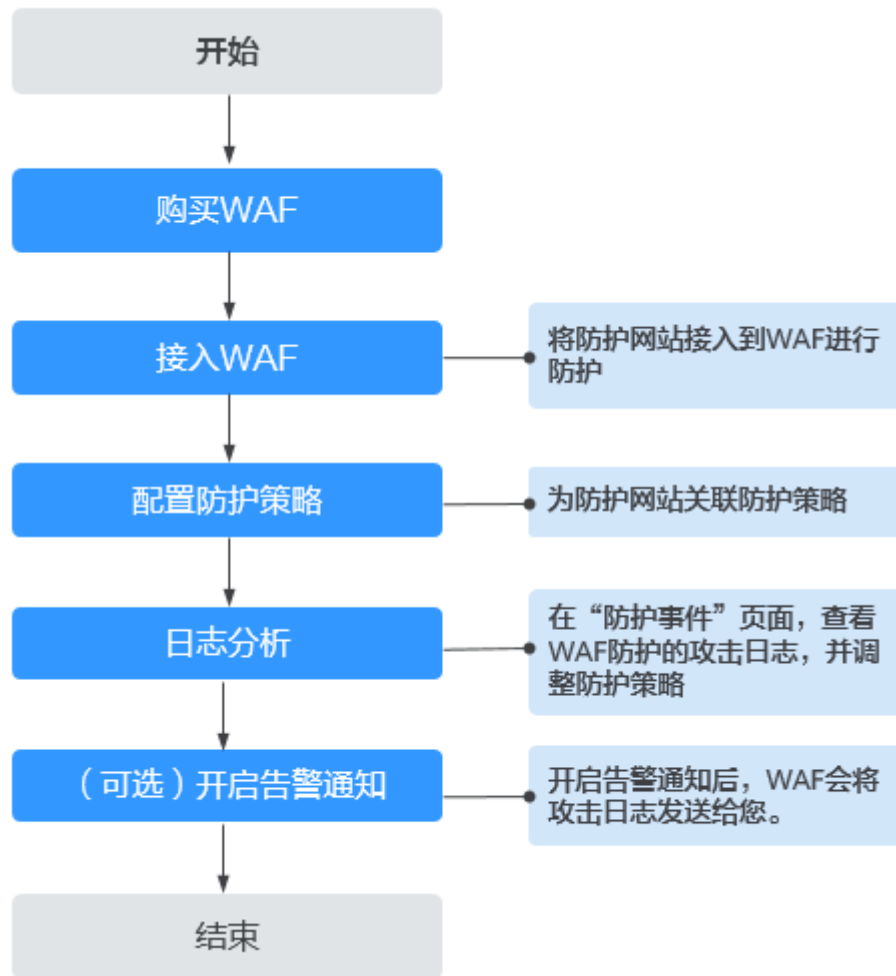 开始
购买WAF
接入WAF
将防护网站接入到WAF进行
防护
配置防护策略
为防护网站关联防护策略
日志分析
在“防护事件”页面，查看
WAF防护的攻击日志，并调
整防护策略
（可选）开启告警通知
开启告警通知后，WAF会将
攻击日志发送给您。
结束